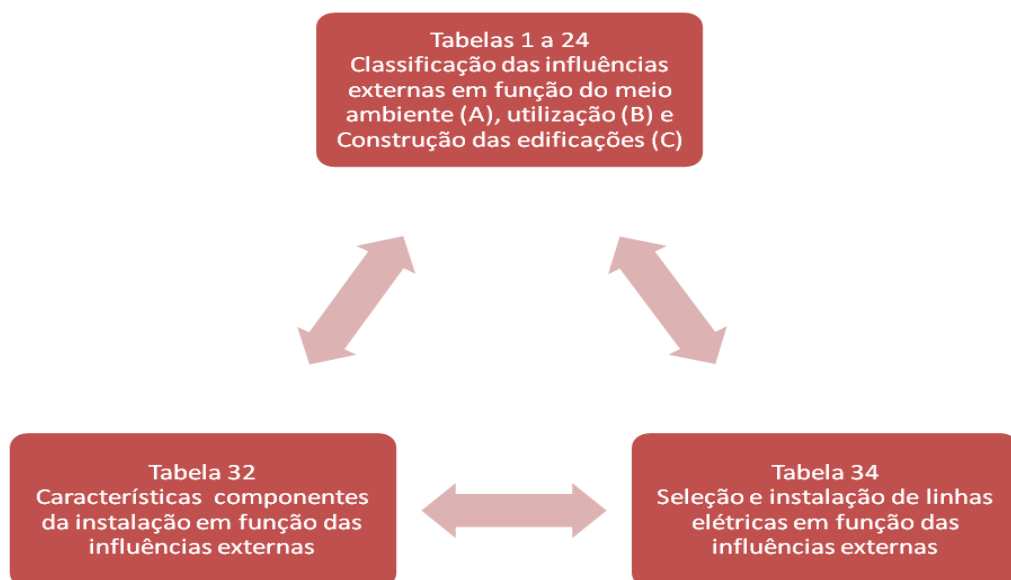 Tabelas 1 a 24
Classificação das influências
externas em função do meio
ambiente (A), utilização (B) e
Construção das edificações (C)
Tabela 32
Características componentes
da instalação em função das
influências externas
Tabela 34
Seleção e instalação de linhas
elétricas em função das
influências externas